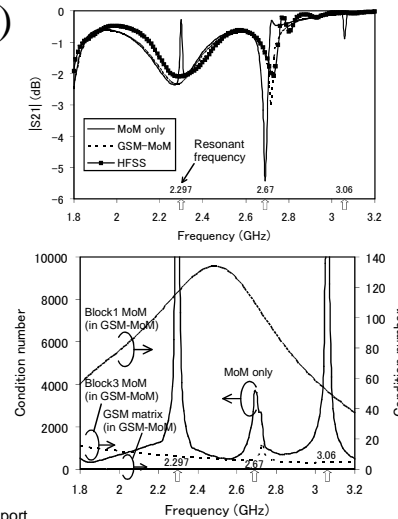 )
0
−1
−2
−3
−4
−5
−6
|S21| (dB)
MoM only
GSM-MoM
HFSS
Resonant
frequency
2.297
2.67
3.06
1.8 2 2.2 2.4 2.6 2.8 3 3.2
Frequency (GHz)
10000
8000
6000
4000
2000
0
Condition number
140
120
100
80
60
40
20
0
Condition number
Block1 MoM
(in GSM-MoM)
MoM only
Block3 MoM
(in GSM-MoM)
GSM matrix
(in GSM-MoM)
2.297
2.67
3.06
1.8 2 2.2 2.4 2.6 2.8 3 3.2
Frequency (GHz)
port